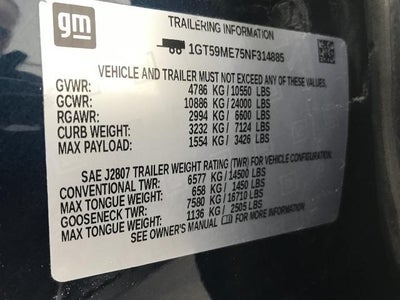 gm
TRAILERING INFORMATION
1GT59ME75NF314885
VEHICLE AND TRAILER MUST NOT EXCEED ANY OF THESE VALUES
GVWR: 4786 KG/10550 LBS
GCWR: 10886 KG/24000 LBS
RGAWR: 2994 KG/ 6600 LBS
CURB WEIGHT: 3232 KG/ 7124 LBS
MAX PAYLOAD: 1554 KG/ 3426 LBS
SAE J2807 TRAILER WEIGHT RATING (TWR) FOR VEHICLE CONFIGURATION.
CONVENTIONAL TWR: 6577 KG/14500 LBS
MAX TONGUE WEIGHT: 658 KG/ 1450 LBS
GOOSENECK TWR: 7580 KG/16710 LBS
MAX TONGUE WEIGHT: 1136 KG/ 2505 LBS
SEE OWNER'S MANUAL FOR MORE INFORMATION.